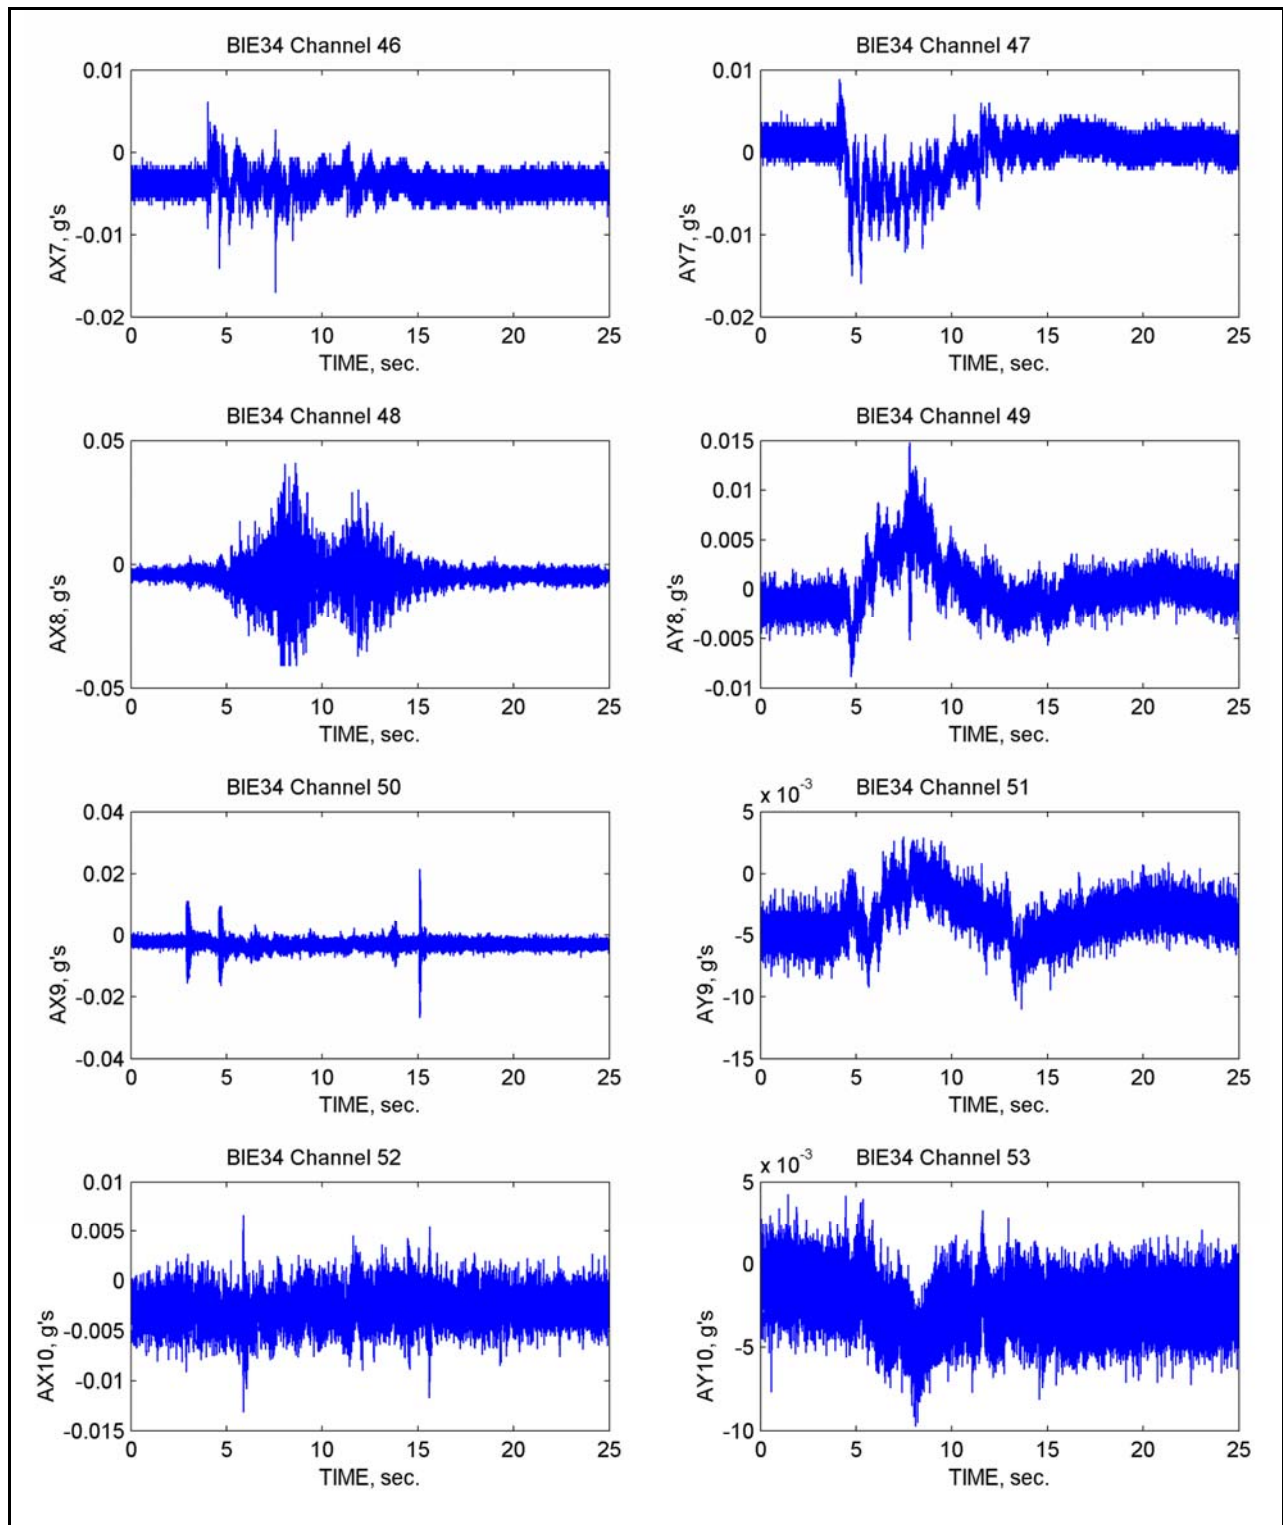 BIE34 Channel 46
0.01
0
-0.01
-0.02
AX7, g's
0 5 10 15 20 25
TIME, sec.
BIE34 Channel 47
0.01
0
-0.01
-0.02
AY7, g's
0 5 10 15 20 25
TIME, sec.
BIE34 Channel 48
0.05
0
-0.05
AX8, g's
0 5 10 15 20 25
TIME, sec.
BIE34 Channel 49
0.015
0.01
0.005
0
-0.005
-0.01
AY8, g's
0 5 10 15 20 25
TIME, sec.
BIE34 Channel 50
0.04
0.02
0
-0.02
-0.04
AX9, g's
0 5 10 15 20 25
TIME, sec.
x 10⁻³ BIE34 Channel 51
5
0
-5
-10
-15
AY9, g's
0 5 10 15 20 25
TIME, sec.
BIE34 Channel 52
0.01
0.005
0
-0.005
-0.01
-0.015
AX10, g's
0 5 10 15 20 25
TIME, sec.
x 10⁻³ BIE34 Channel 53
5
0
-5
-10
AY10, g's
0 5 10 15 20 25
TIME, sec.